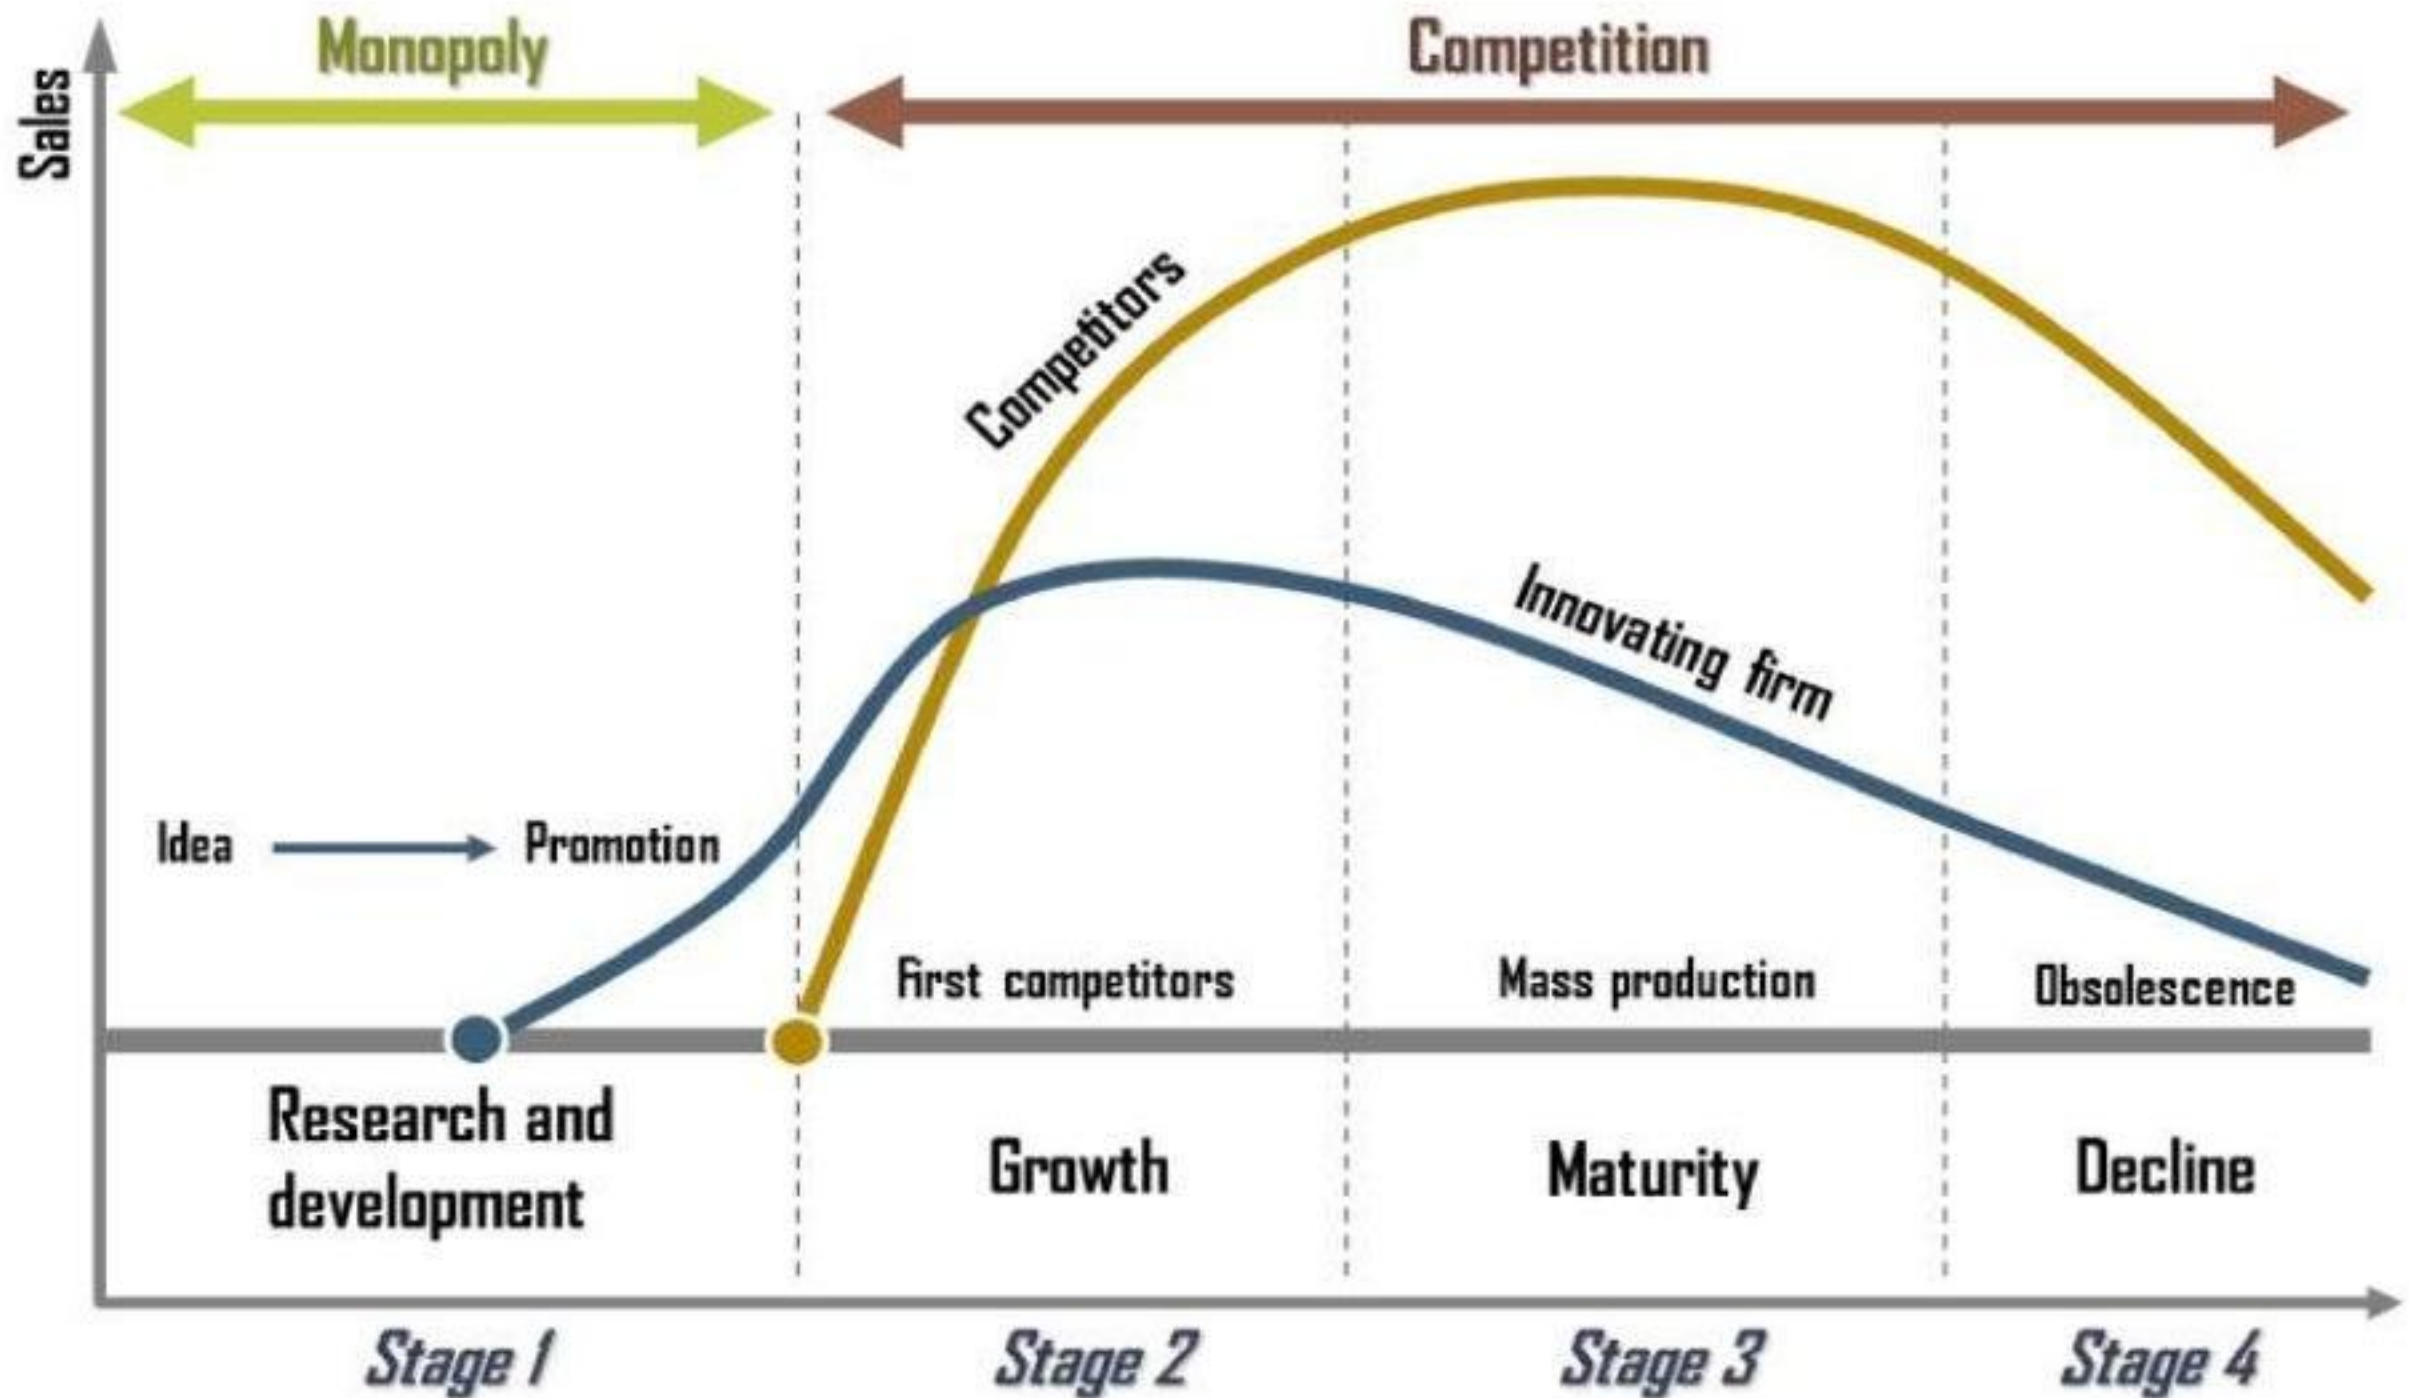 Monopoly
Competition
Sales
Competitors
Innovating firm
Idea
Promotion
First competitors
Mass production
Obsolescence
Research and
development
Growth
Maturity
Decline
Stage 1
Stage 2
Stage 3
Stage 4